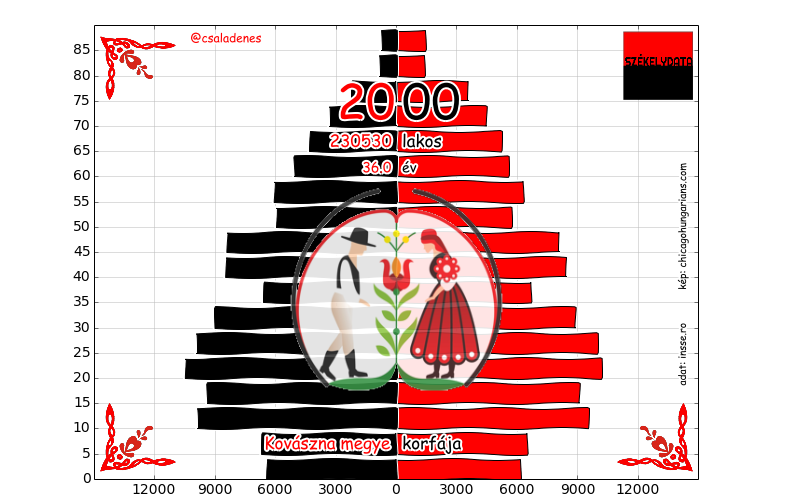 @csaladenes
SZÉKELYDATA
2000
230530 lakos
36.0 év
kép: chicagohungarians.com
adat: insse.ro
Kovászna megye korfája
85
80
75
70
65
60
55
50
45
40
35
30
25
20
15
10
5
0
12000 9000 6000 3000 0 3000 6000 9000 12000